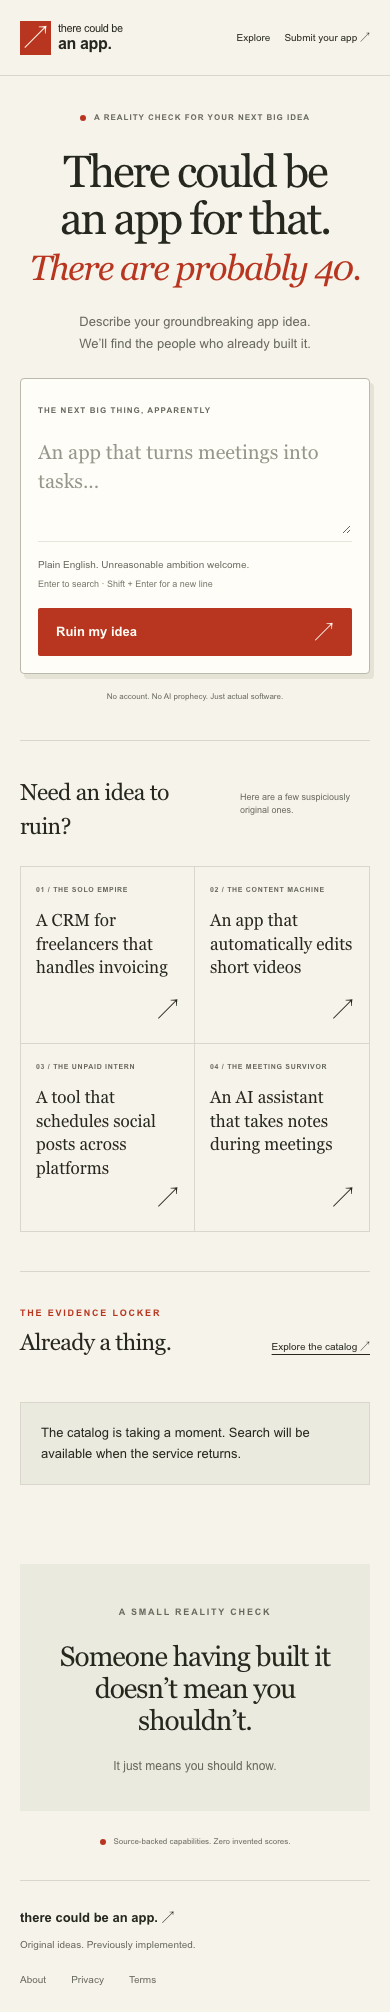 there could be
an app.
Explore
Submit your app ↗
A REALITY CHECK FOR YOUR NEXT BIG IDEA
There could be
an app for that.
There are probably 40.
Describe your groundbreaking app idea.
We’ll find the people who already built it.
THE NEXT BIG THING, APPARENTLY
An app that turns meetings into
tasks...
Plain English. Unreasonable ambition welcome.
Enter to search · Shift + Enter for a new line
Ruin my idea
No account. No AI prophecy. Just actual software.
Need an idea to
ruin?
Here are a few suspiciously
original ones.
01 / THE SOLO EMPIRE
A CRM for
freelancers that
handles invoicing
02 / THE CONTENT MACHINE
An app that
automatically edits
short videos
03 / THE UNPAID INTERN
A tool that
schedules social
posts across
platforms
04 / THE MEETING SURVIVOR
An AI assistant
that takes notes
during meetings
THE EVIDENCE LOCKER
Already a thing.
Explore the catalog ↗
The catalog is taking a moment. Search will be
available when the service returns.
A SMALL REALITY CHECK
Someone having built it
doesn’t mean you
shouldn’t.
It just means you should know.
Source-backed capabilities. Zero invented scores.
there could be an app. ↗
Original ideas. Previously implemented.
About
Privacy
Terms